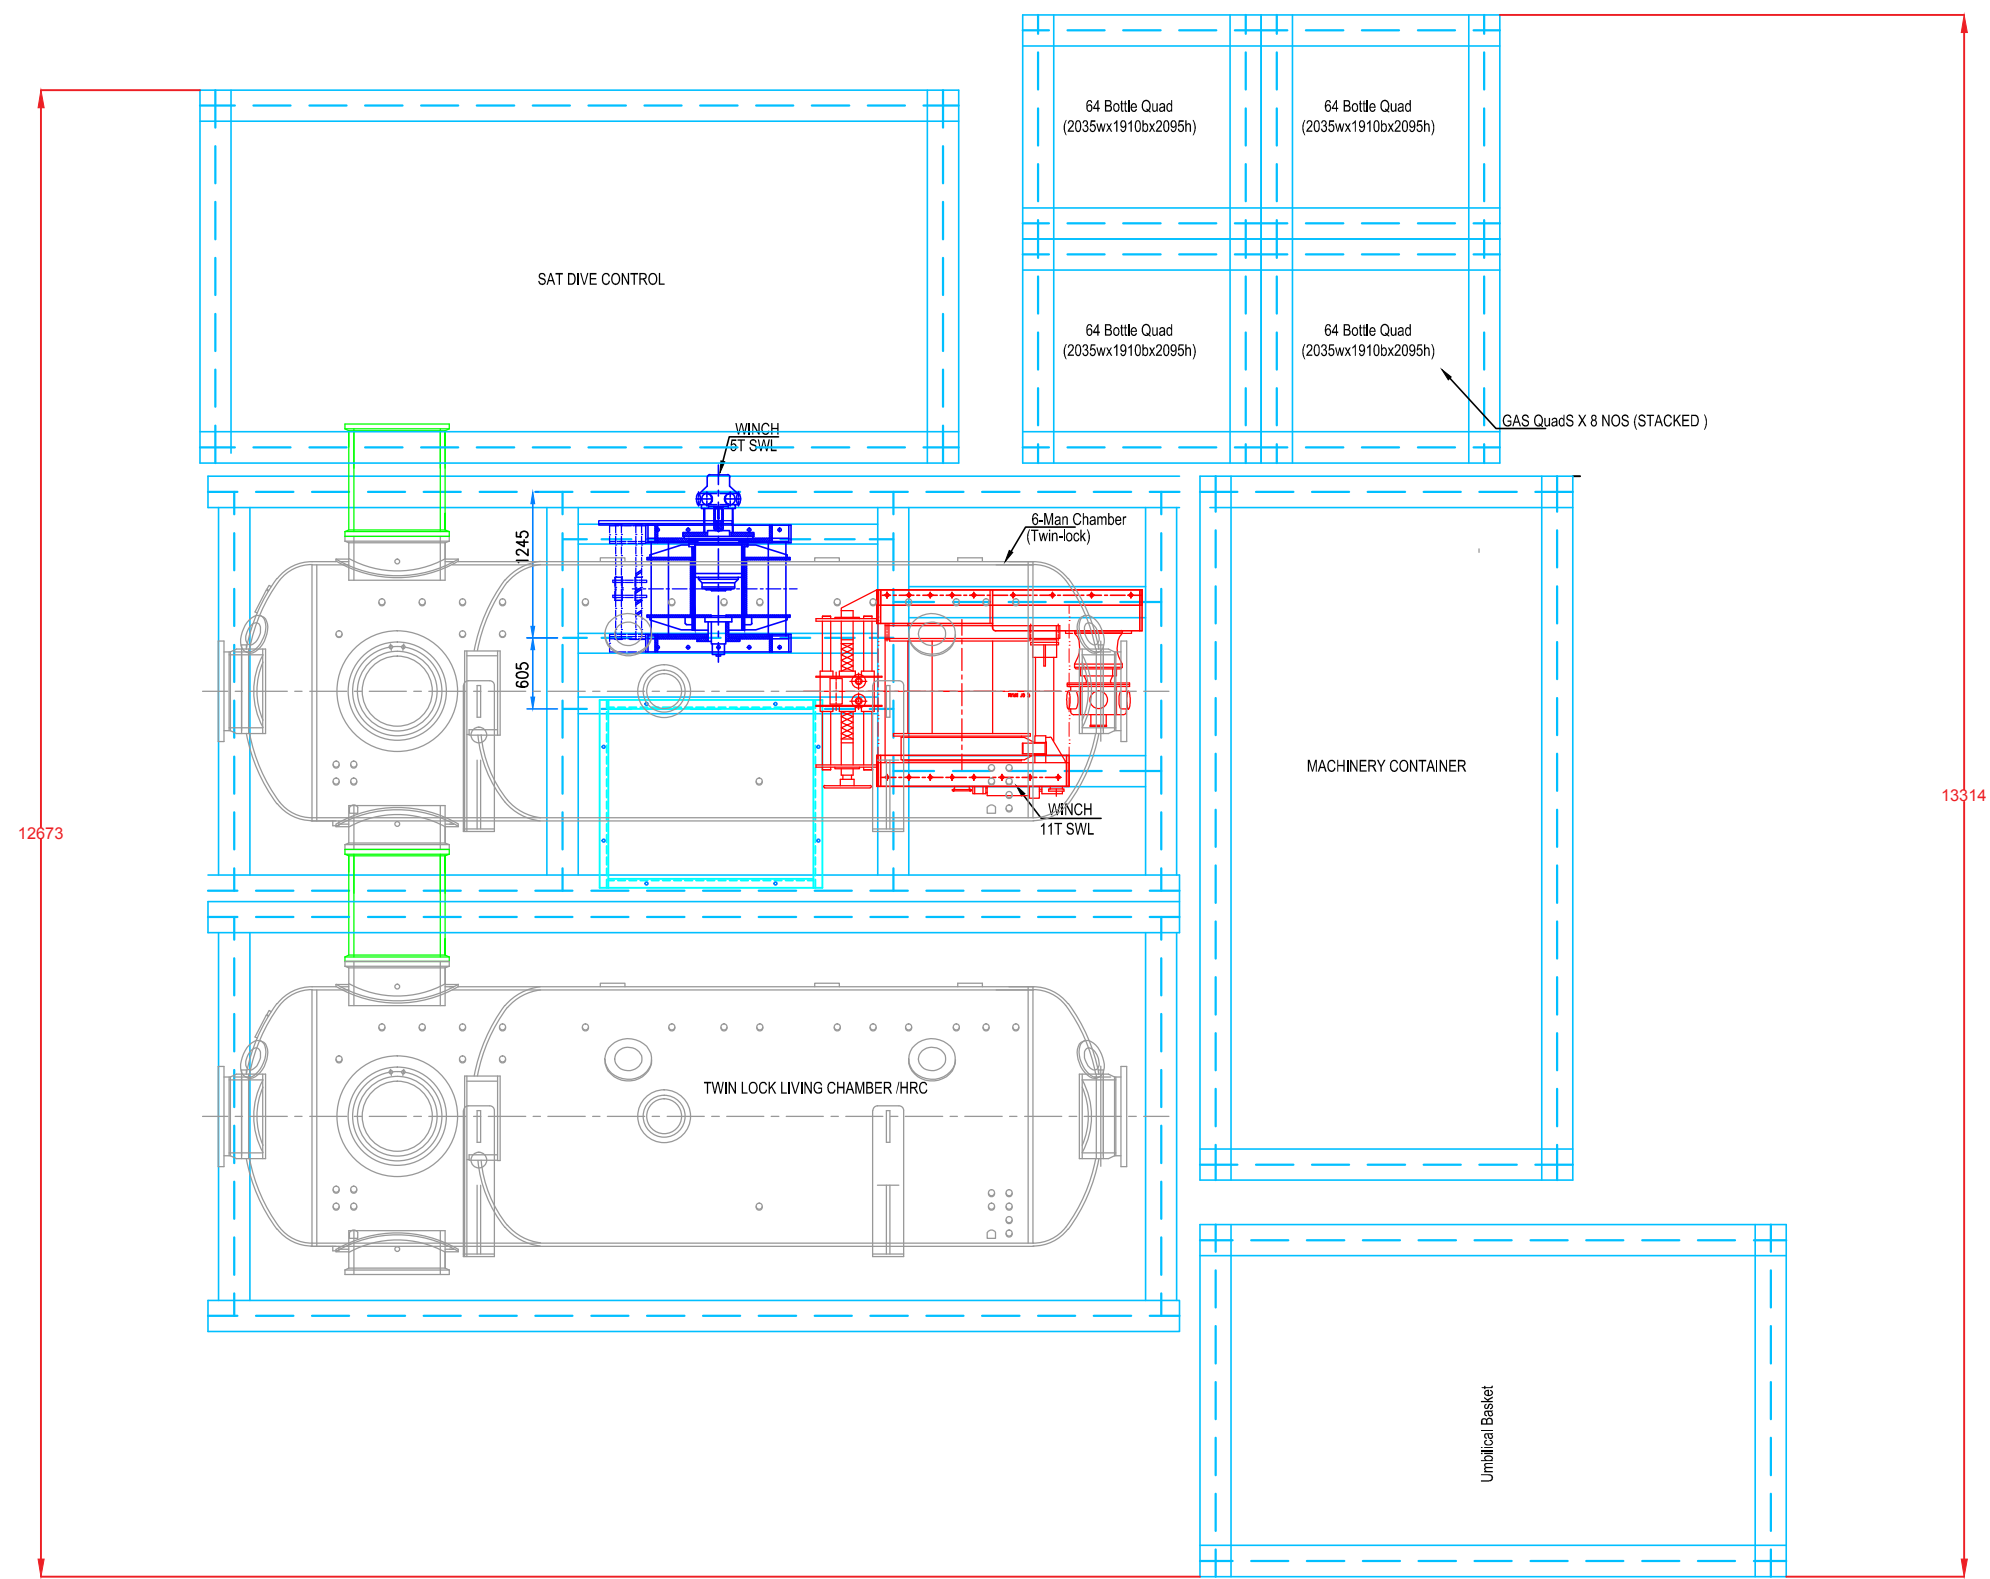 64 Bottle Quad
(2035wx1910bx2095h)
64 Bottle Quad
(2035wx1910bx2095h)
SAT DIVE CONTROL
64 Bottle Quad
(2035wx1910bx2095h)
64 Bottle Quad
(2035wx1910bx2095h)
GAS QuadS X 8 NOS (STACKED )
WINCH
5T SWL
6-Man Chamber
(Twin-lock)
1245
605
MACHINERY CONTAINER
WINCH
11T SWL
12673
13314
TWIN LOCK LIVING CHAMBER /HRC
Umbilical Basket